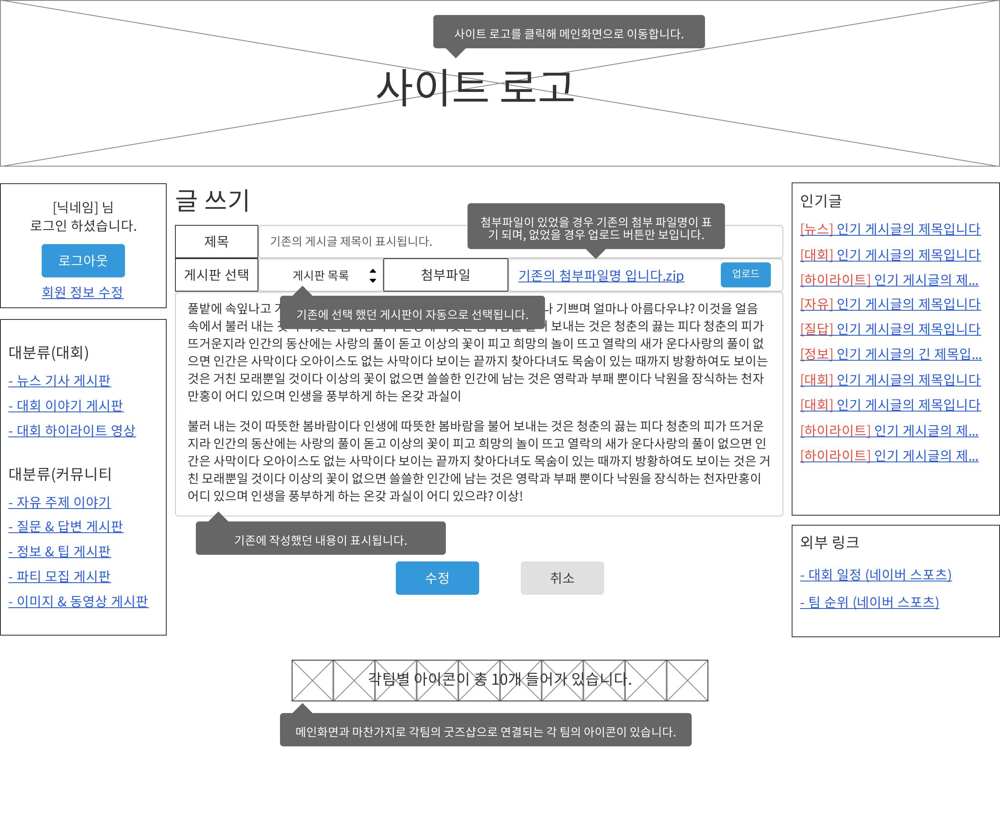 사이트 로고를 클릭해 메인화면으로 이동합니다.
사이트 로고
[닉네임] 님
로그인 하셨습니다.
로그아웃
회원 정보 수정
대분류(대회)
- 뉴스 기사 게시판
- 대회 이야기 게시판
- 대회 하이라이트 영상
대분류(커뮤니티
- 자유 주제 이야기
- 질문 & 답변 게시판
- 정보 & 팁 게시판
- 파티 모집 게시판
- 이미지 & 동영상 게시판
글 쓰기
첨부파일이 있었을 경우 기존의 첨부 파일명이 표
기 되며, 없었을 경우 업로드 버튼만 보입니다.
제목
기존의 게시글 제목이 표시됩니다.
게시판 선택
게시판 목록
첨부파일
기존의 첨부파일명 입니다.zip
업로드
기존에 선택 했던 게시판이 자동으로 선택됩니다.
풀밭에 속잎나고 기쁘며 얼마나 아름다우냐? 이것을 얼음
속에서 불러 내는 보내는 것은 청춘의 끓는 피다 청춘의 피가
뜨거운지라 인간의 동산에는 사랑의 풀이 돋고 이상의 꽃이 피고 희망의 놀이 뜨고 열락의 새가 운다사랑의 풀이 없
으면 인간은 사막이다 오아이스도 없는 사막이다 보이는 끝까지 찾아다녀도 목숨이 있는 때까지 방황하여도 보이는
것은 거친 모래뿐일 것이다 이상의 꽃이 없으면 쓸쓸한 인간에 남는 것은 영락과 부패 뿐이다 낙원을 장식하는 천자
만홍이 어디 있으며 인생을 풍부하게 하는 온갖 과실이
불러 내는 것이 따뜻한 봄바람이다 인생에 따뜻한 봄바람을 불어 보내는 것은 청춘의 끓는 피다 청춘의 피가 뜨거운
지라 인간의 동산에는 사랑의 풀이 돋고 이상의 꽃이 피고 희망의 놀이 뜨고 열락의 새가 운다사랑의 풀이 없으면 인
간은 사막이다 오아이스도 없는 사막이다 보이는 끝까지 찾아다녀도 목숨이 있는 때까지 방황하여도 보이는 것은 거
친 모래뿐일 것이다 이상의 꽃이 없으면 쓸쓸한 인간에 남는 것은 영락과 부패 뿐이다 낙원을 장식하는 천자만홍이
어디 있으며 인생을 풍부하게 하는 온갖 과실이 어디 있으랴? 이상!
기존에 작성했던 내용이 표시됩니다.
수정
취소
인기글
[뉴스] 인기 게시글의 제목입니다
[대회] 인기 게시글의 제목입니다
[하이라이트] 인기 게시글의 제...
[자유] 인기 게시글의 제목입니다
[질답] 인기 게시글의 제목입니다
[정보] 인기 게시글의 긴 제목입...
[대회] 인기 게시글의 제목입니다
[대회] 인기 게시글의 제목입니다
[하이라이트] 인기 게시글의 제...
[하이라이트] 인기 게시글의 제...
외부 링크
- 대회 일정 (네이버 스포츠)
- 팀 순위 (네이버 스포츠)
각팀별 아이콘이 총 10개 들어가 있습니다.
메인화면과 마찬가지로 각팀의 굿즈샵으로 연결되는 각 팀의 아이콘이 있습니다.